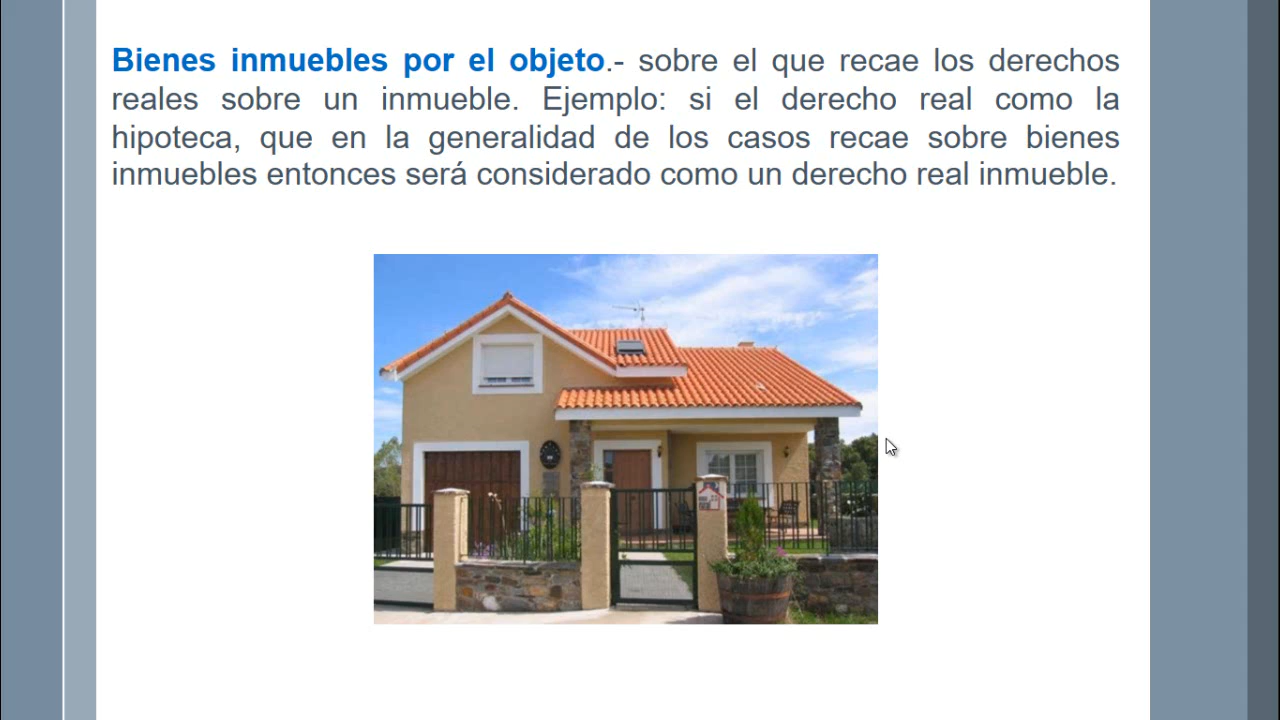 Bienes inmuebles por el objeto.- sobre el que recae los derechos
reales sobre un inmueble. Ejemplo: si el derecho real como la
hipoteca, que en la generalidad de los casos recae sobre bienes
inmuebles entonces será considerado como un derecho real inmueble.